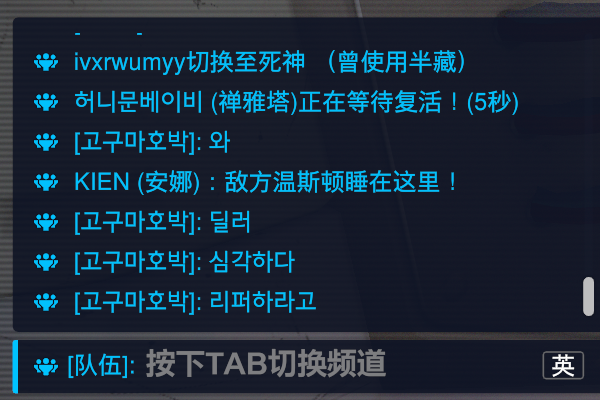 ivxrwumyy切换至死神 （曾使用半藏）
허니문베이비 (禅雅塔)正在等待复活！(5秒)
[고구마호박]: 와
KIEN (安娜)：敌方温斯顿睡在这里！
[고구마호박]: 딜러
[고구마호박]: 심각하다
[고구마호박]: 리퍼하라고
[队伍]: 按下TAB切换频道 英